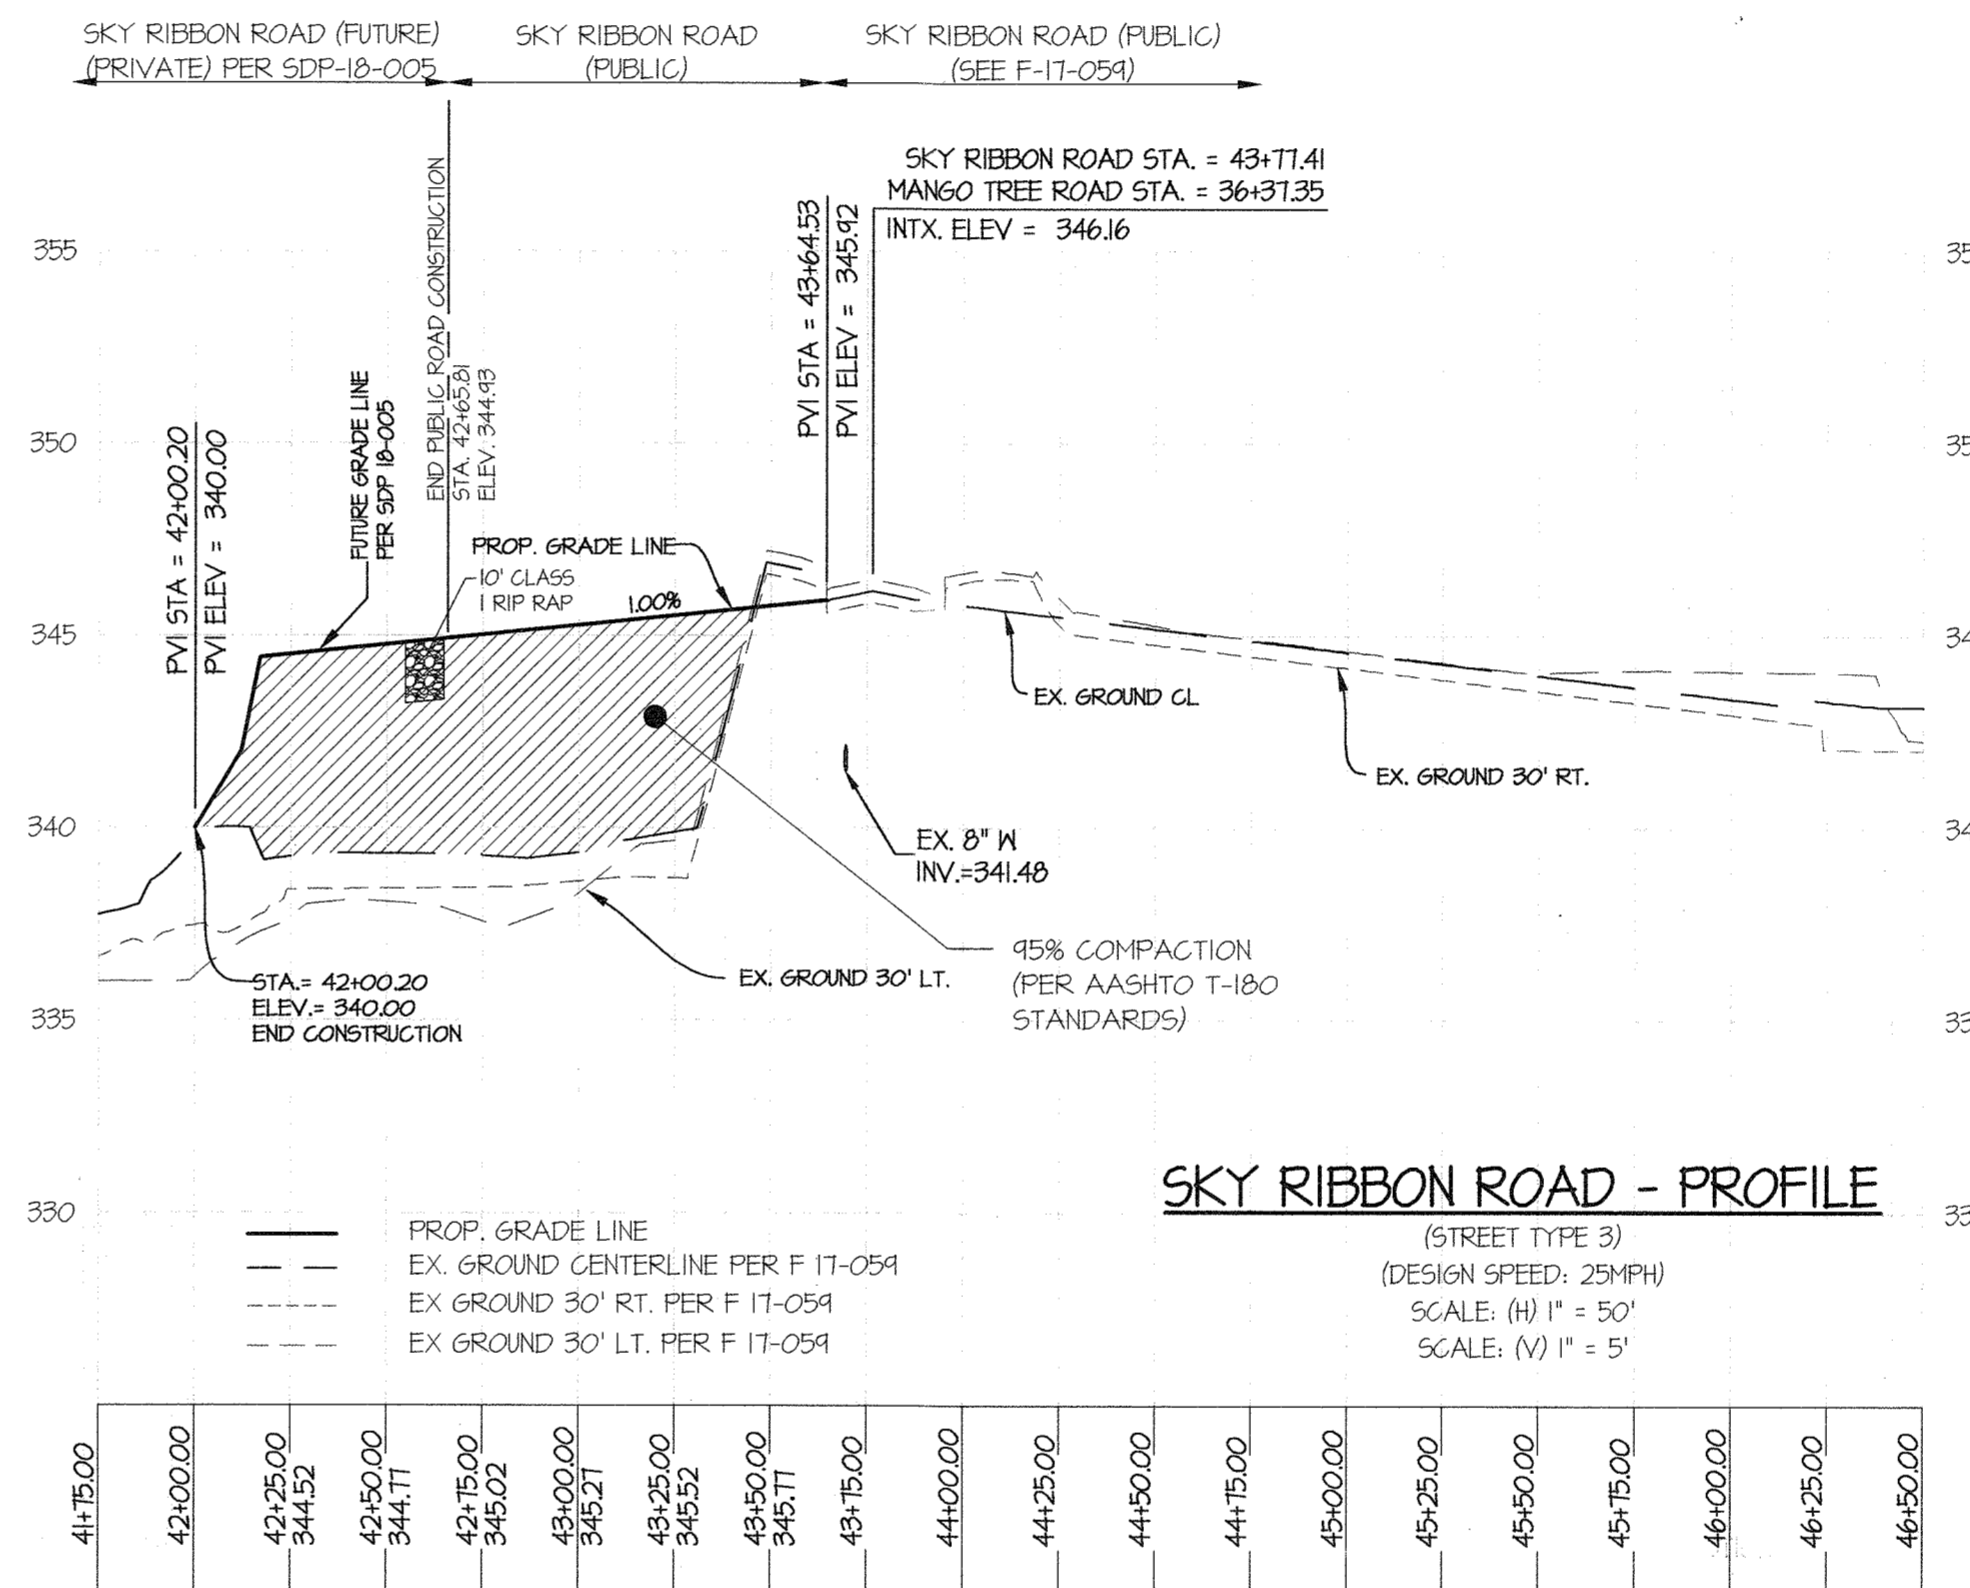 SKY RIBBON ROAD (FUTURE)
(PRIVATE) PER SDP-18-005
SKY RIBBON ROAD
(PUBLIC)
SKY RIBBON ROAD (PUBLIC)
(SEE F-17-059)
SKY RIBBON ROAD STA. = 43+77.41
MANGO TREE ROAD STA. = 36+37.35
INTX. ELEV = 346.16
PVI STA = 43+64.53
PVI ELEV = 345.92
END PUBLIC ROAD CONSTRUCTION
STA. 42+65.81
ELEV. 344.93
FUTURE GRADE LINE
PER SDP 18-005
PVI STA = 42+00.20
PVI ELEV = 340.00
355
350
345
340
335
330
35
35
34
34
33
33
PROP. GRADE LINE
10' CLASS
1 RIP RAP
1.00%
EX. GROUND CL
EX. GROUND 30' RT.
EX. 8" W
INV.=341.48
95% COMPACTION
(PER AASHTO T-180
STANDARDS)
EX. GROUND 30' LT.
STA.= 42+00.20
ELEV.= 340.00
END CONSTRUCTION
SKY RIBBON ROAD - PROFILE
(STREET TYPE 3)
(DESIGN SPEED: 25MPH)
SCALE: (H) 1" = 50'
SCALE: (V) 1" = 5'
PROP. GRADE LINE
EX. GROUND CENTERLINE PER F 17-059
EX GROUND 30' RT. PER F 17-059
EX GROUND 30' LT. PER F 17-059
41+75.00
42+00.00
42+25.00
344.52
42+50.00
344.77
42+75.00
345.02
43+00.00
345.27
43+25.00
345.52
43+50.00
345.77
43+75.00
44+00.00
44+25.00
44+50.00
44+75.00
45+00.00
45+25.00
45+50.00
45+75.00
46+00.00
46+25.00
46+50.00